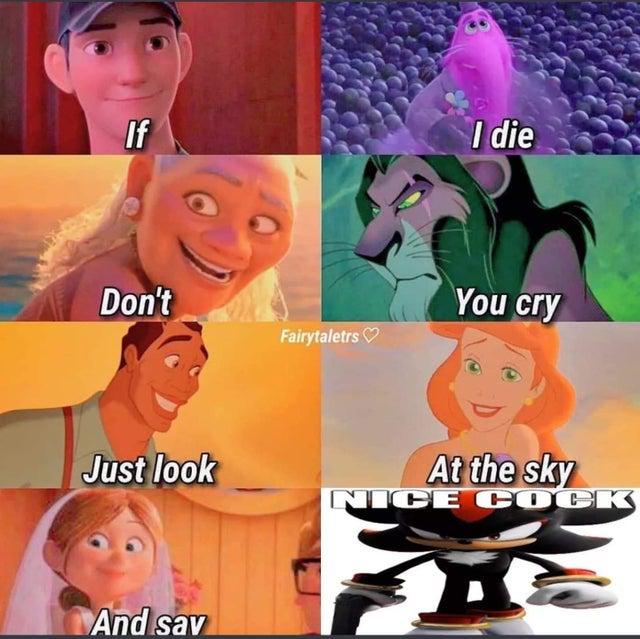 If
I die
Don't
You cry
Fairytaletrs
Just look
At the sky
NICE COCK
And say